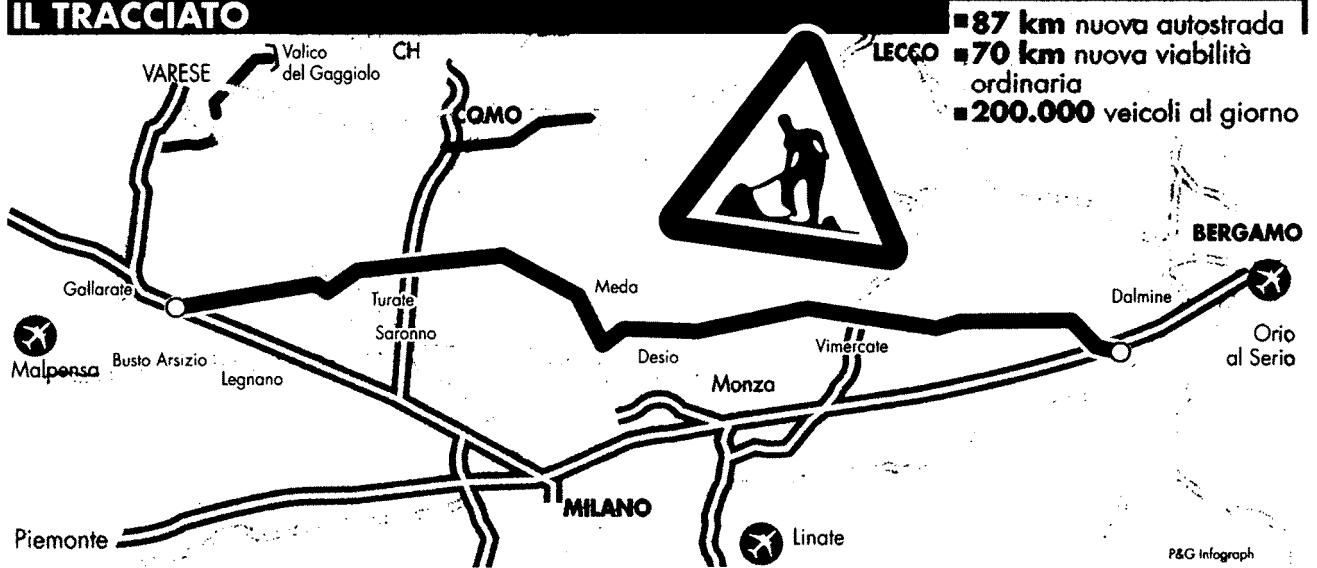 IL TRACCIATO
■ 87 km nuova autostrada
■ 70 km nuova viabilità
ordinaria
■ 200.000 veicoli al giorno
Valico
del Gaggiolo
CH
LECCO
VARESE
COMO
BERGAMO
Gallarate
Turate
Meda
Dalmine
Saronno
Orio
al Serio
Malpensa
Busto Arsizio
Legnano
Desio
Vimercate
Monza
MILANO
Piemonte
Linate
P&G Infograph